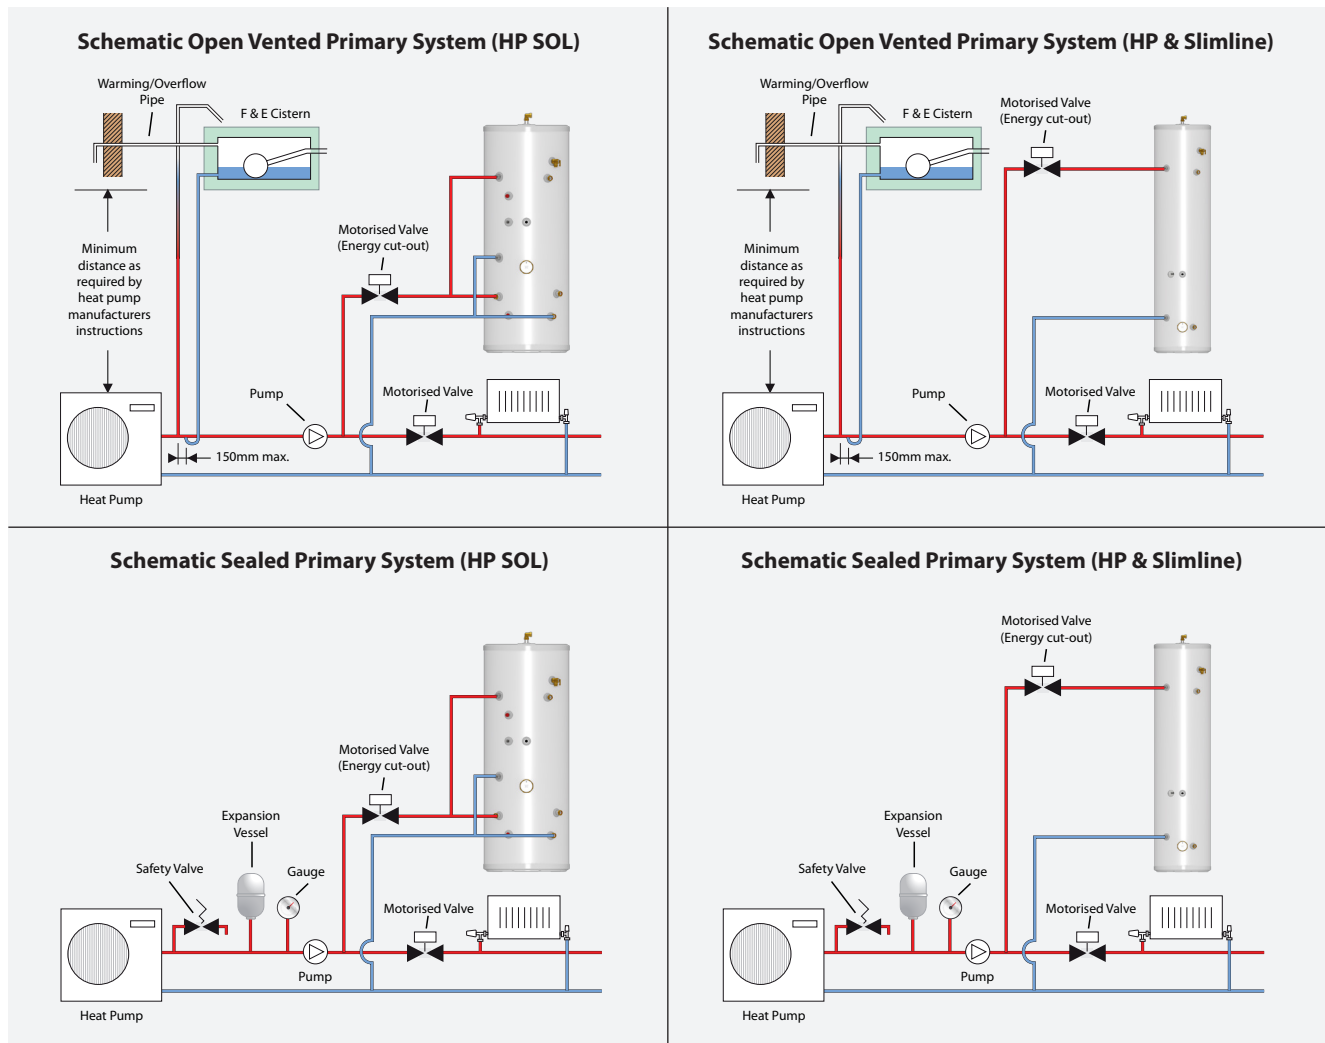 Schematic Open Vented Primary System (HP SOL)
Warming/Overflow
Pipe
F & E Cistern
Motorised Valve
(Energy cut-out)
Minimum
distance as
required by
heat pump
manufacturers
instructions
Pump
Motorised Valve
150mm max.
Heat Pump
Schematic Open Vented Primary System (HP & Slimline)
Warming/Overflow
Pipe
F & E Cistern
Motorised Valve
(Energy cut-out)
Minimum
distance as
required by
heat pump
manufacturers
instructions
Pump
Motorised Valve
150mm max.
Heat Pump
Schematic Sealed Primary System (HP SOL)
Motorised Valve
(Energy cut-out)
Expansion
Vessel
Safety Valve
Gauge
Motorised Valve
Pump
Heat Pump
Schematic Sealed Primary System (HP & Slimline)
Motorised Valve
(Energy cut-out)
Expansion
Vessel
Safety Valve
Gauge
Motorised Valve
Pump
Heat Pump